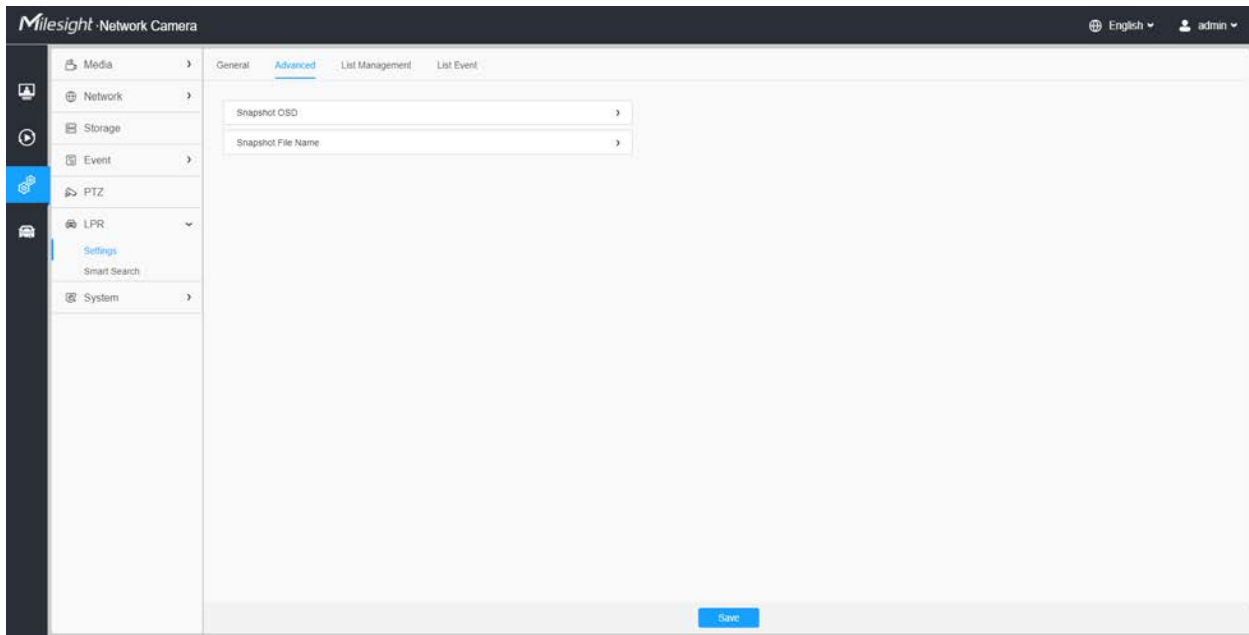 Milesight·Network Camera
English
admin
Media
Network
Storage
Event
PTZ
LPR
Settings
Smart Search
System
General Advanced List Management List Event
Snapshot OSD
Snapshot File Name
Save